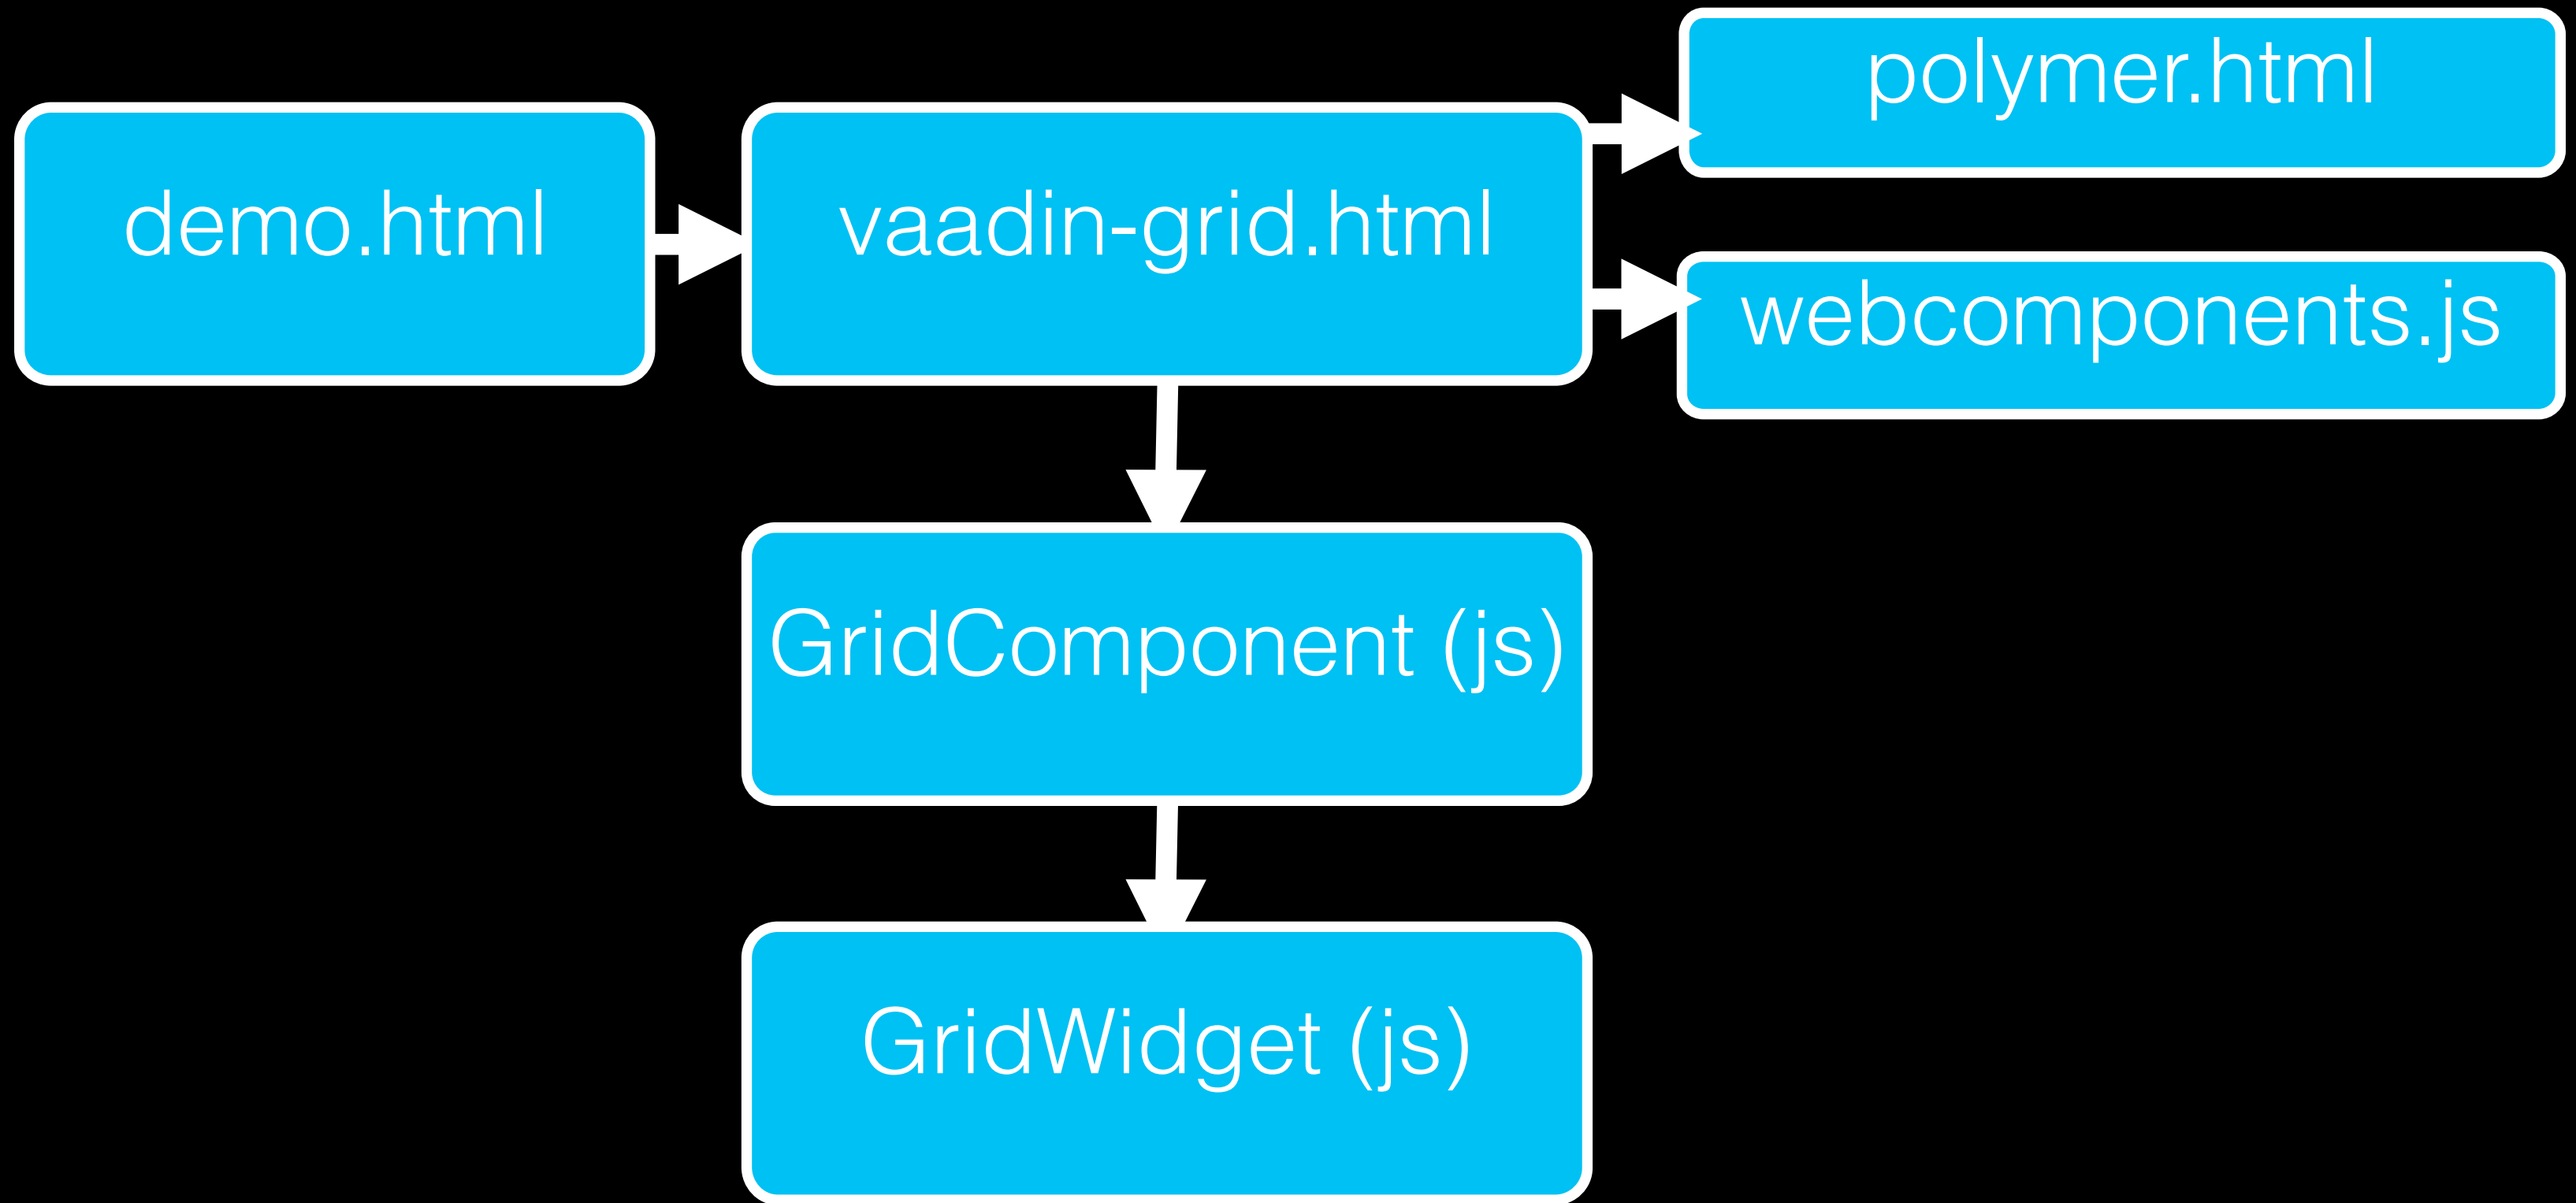 polymer.html
demo.html
vaadin-grid.html
webcomponents.js
GridComponent (js)
GridWidget (js)